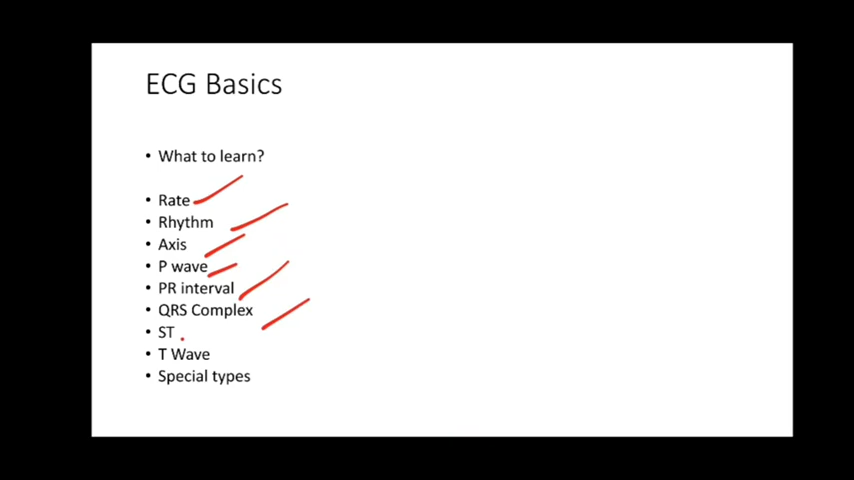 ECG Basics
• What to learn?
• Rate
• Rhythm
• Axis
• P wave
• PR interval
• QRS Complex
• ST
• T Wave
• Special types